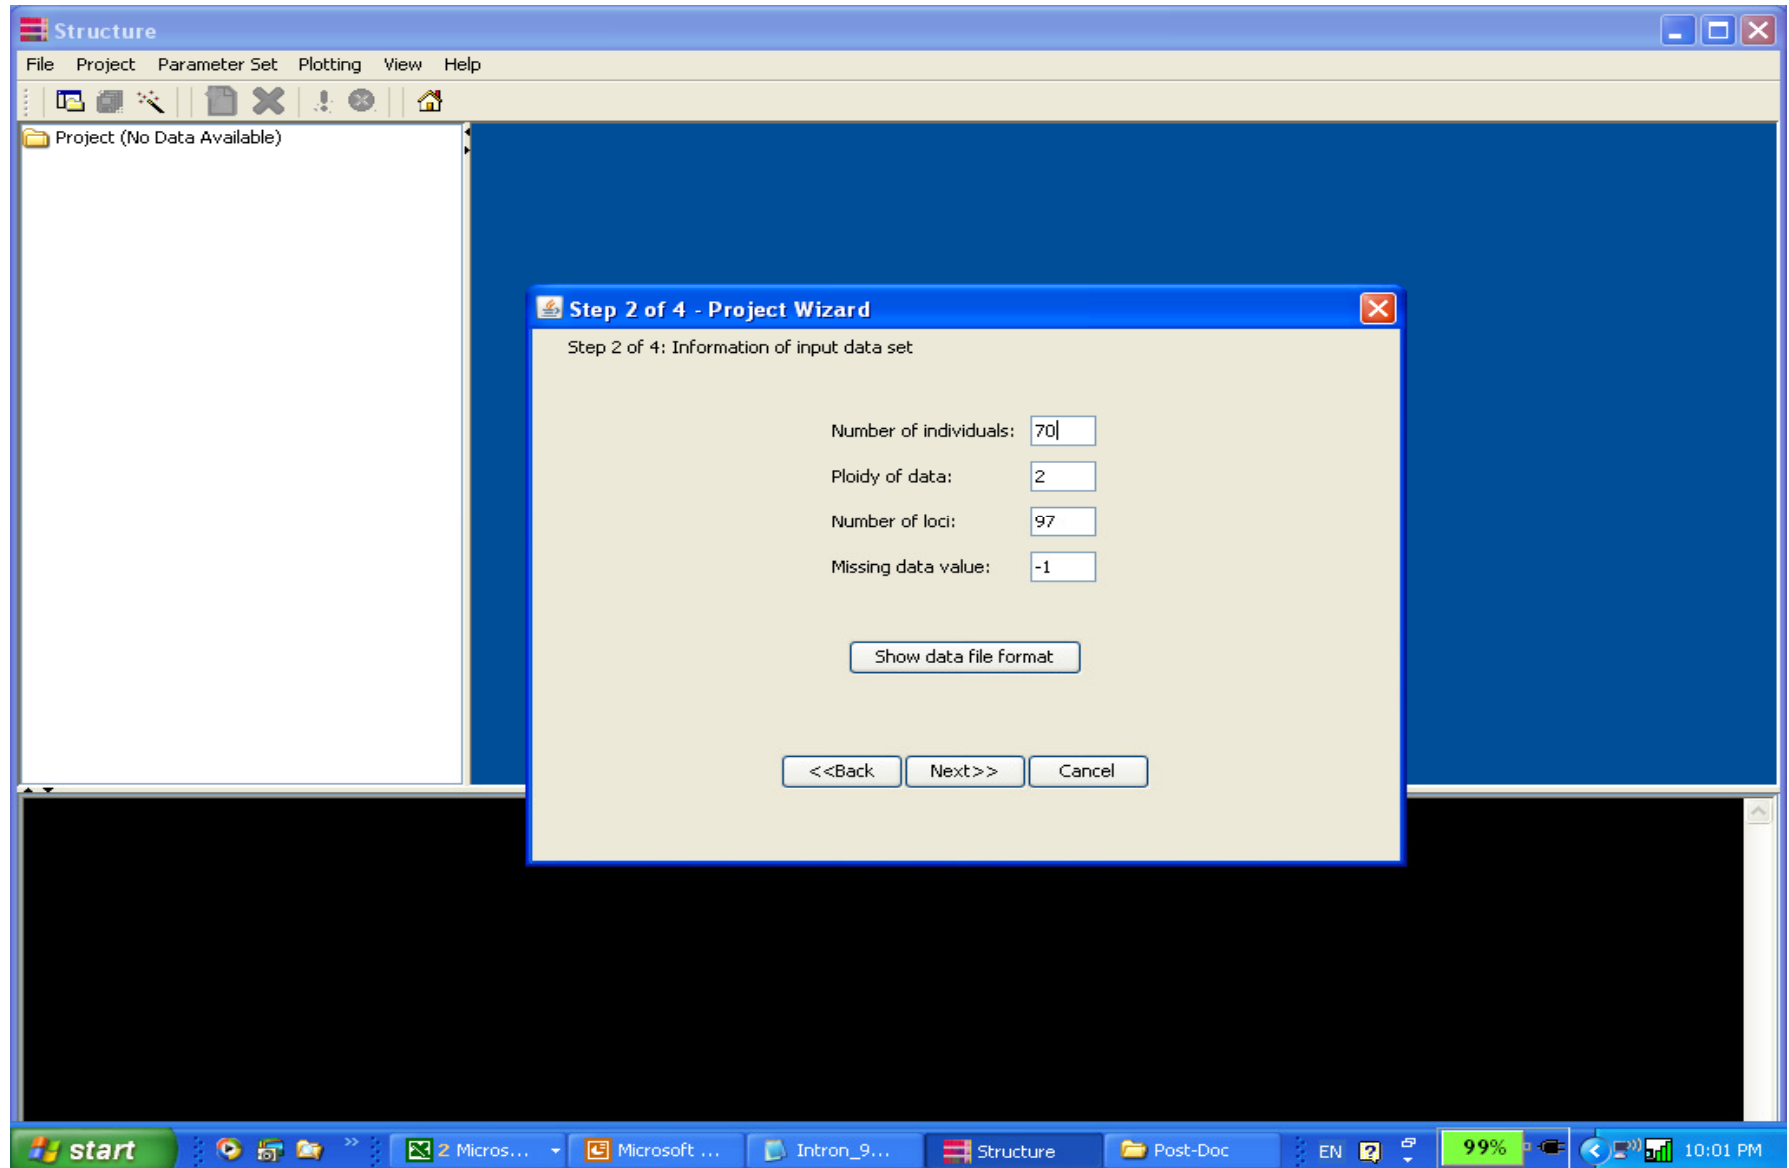 Structure
File Project Parameter Set Plotting View Help
Project (No Data Available)
Step 2 of 4 - Project Wizard
Step 2 of 4: Information of input data set
Number of individuals: 70
Ploidy of data: 2
Number of loci: 97
Missing data value: -1
Show data file format
<<Back Next>> Cancel
start 2 Micros... Microsoft ... Intron_9... Structure Post-Doc EN 99% 10:01 PM